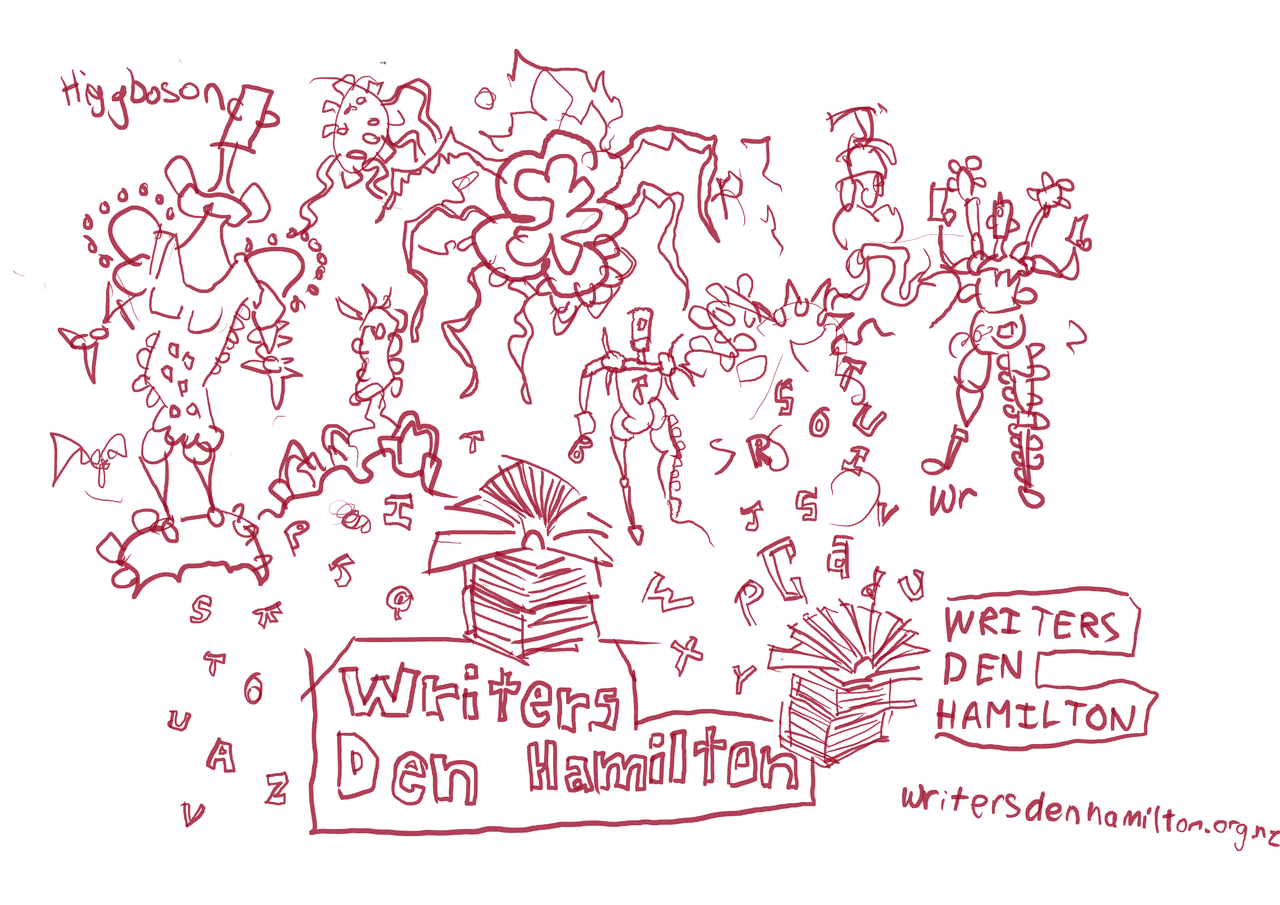 Higgboson
Wr
Writers
Den Hamilton
WRITERS
DEN
HAMILTON
writersdenhamilton.org.nz